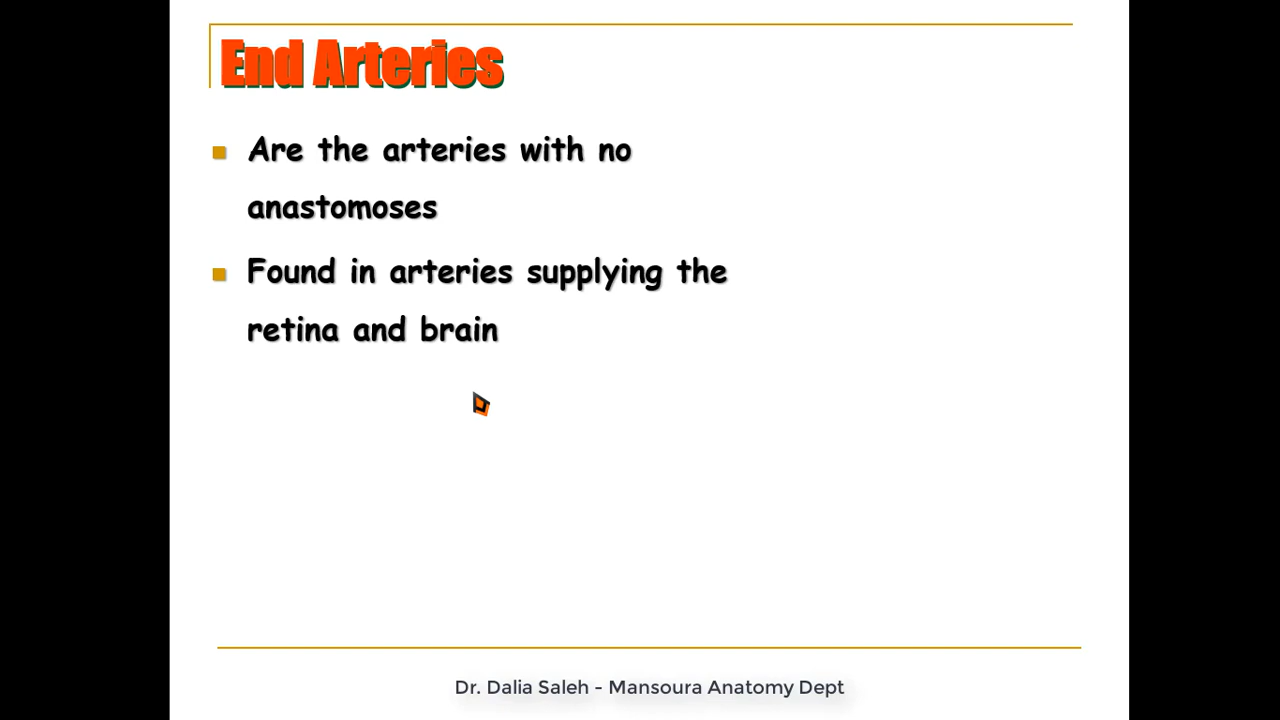 End Arteries
Are the arteries with no
anastomoses
Found in arteries supplying the
retina and brain
Dr. Dalia Saleh - Mansoura Anatomy Dept